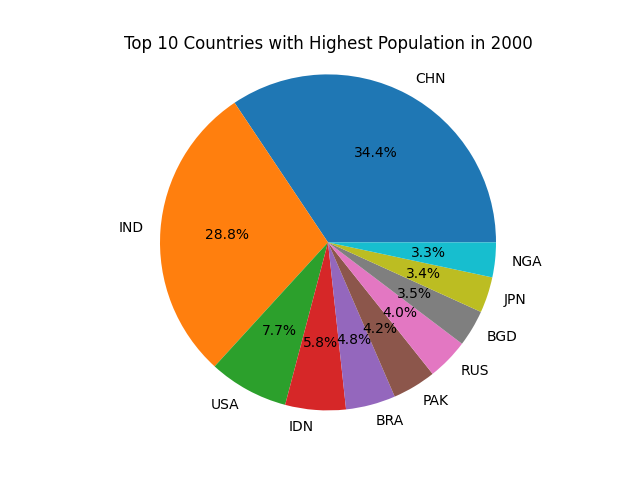 Top 10 Countries with Highest Population in 2000
CHN
34.4%
IND
28.8%
USA
7.7%
IDN
5.8%
BRA
4.8%
PAK
4.2%
RUS
4.0%
BGD
3.5%
JPN
3.4%
NGA
3.3%